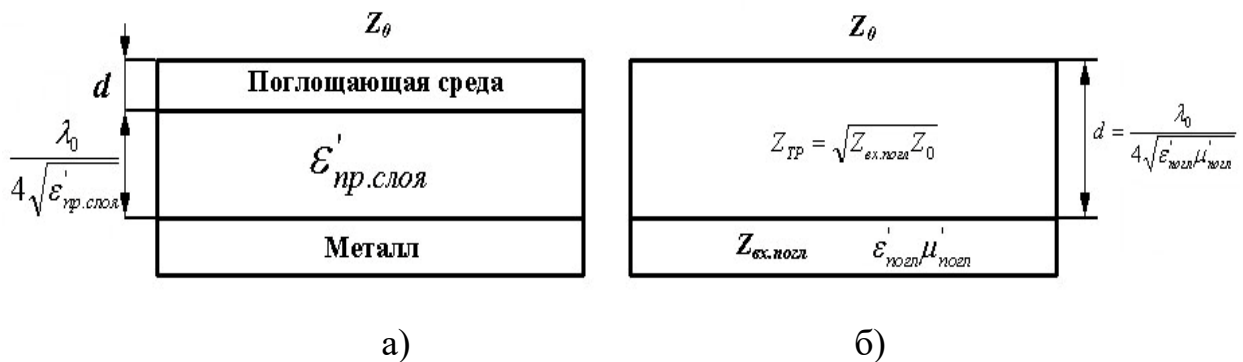 Z₀
d
Поглощающая среда
λ₀ / 4√ε'пр.слоя
ε'пр.слоя
Металл
а)
Z₀
Z_ТР = √Z_вх.погл Z₀
d = λ₀ / 4√ε'погл μ'погл
Z_вх.погл ε'погл μ'погл
б)